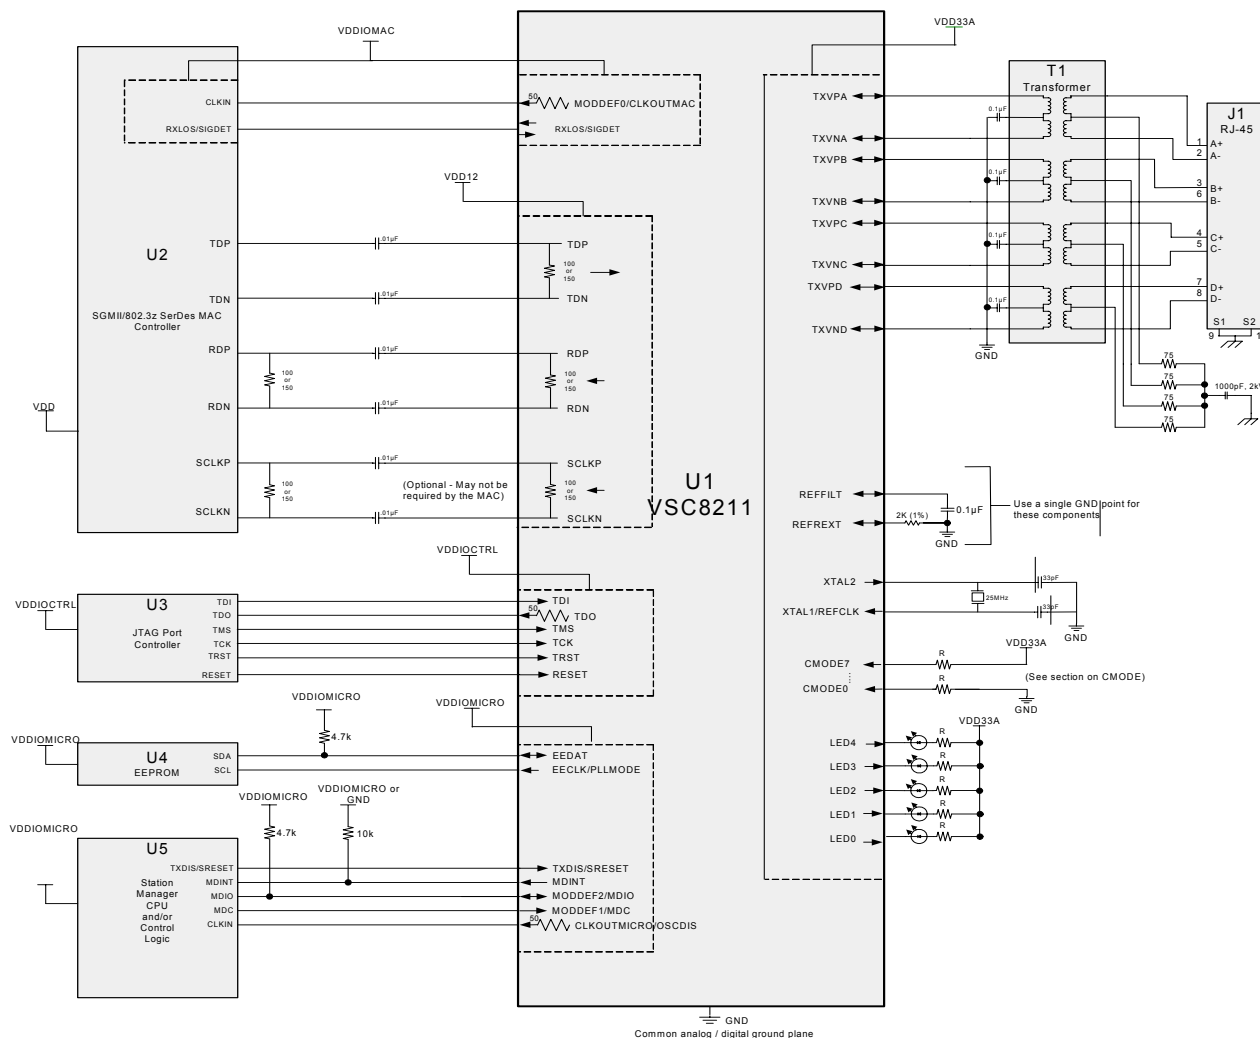 VDDIOMAC
VDD33A
T1
Transformer
J1
RJ-45
CLKIN
RXLOS/SIGDET
50
MODDEF0/CLKOUTMAC
RXLOS/SIGDET
TXVPA
TXVNA
TXVPB
TXVNB
TXVPC
TXVNC
TXVPD
TXVND
0.1µF
0.1µF
0.1µF
0.1µF
GND
1
A+
2
A-
3
B+
6
B-
4
C+
5
C-
7
D+
8
D-
S1
S2
9
1
75
75
75
75
1000pF, 2kV
VDD12
U2
SGMII/802.3z SerDes MAC
Controller
VDD
TDP
.01µF
TDP
100
or
150
TDN
.01µF
TDN
RDP
.01µF
RDP
100
or
150
100
or
150
RDN
.01µF
RDN
SCLKP
.01µF
SCLKP
100
or
150
(Optional - May not be
required by the MAC)
100
or
150
SCLKN
.01µF
SCLKN
U1
VSC8211
REFFILT
REFREXT
2K (1%)
0.1µF
GND
Use a single GND point for
these components
XTAL2
XTAL1/REFCLK
25MHz
33pF
33pF
GND
VDD33A
CMODE7
R
CMODE0
R
GND
(See section on CMODE)
VDD33A
LED4
R
LED3
R
LED2
R
LED1
R
LED0
R
VDDIOCTRL
VDDIOCTRL
U3
JTAG Port
Controller
TDI
TDO
TMS
TCK
TRST
RESET
TDI
50
TDO
TMS
TCK
TRST
RESET
VDDIOMICRO
VDDIOMICRO
4.7k
VDDIOMICRO
U4
EEPROM
SDA
SCL
EEDAT
EECLK/PLLMODE
VDDIOMICRO
4.7k
VDDIOMICRO or
GND
10k
VDDIOMICRO
U5
Station
Manager
CPU
and/or
Control
Logic
TXDIS/SRESET
MDINT
MDIO
MDC
CLKIN
TXDIS/SRESET
MDINT
MODDEF2/MDIO
MODDEF1/MDC
50
CLKOUTMICRO/OSCDIS
GND
Common analog / digital ground plane